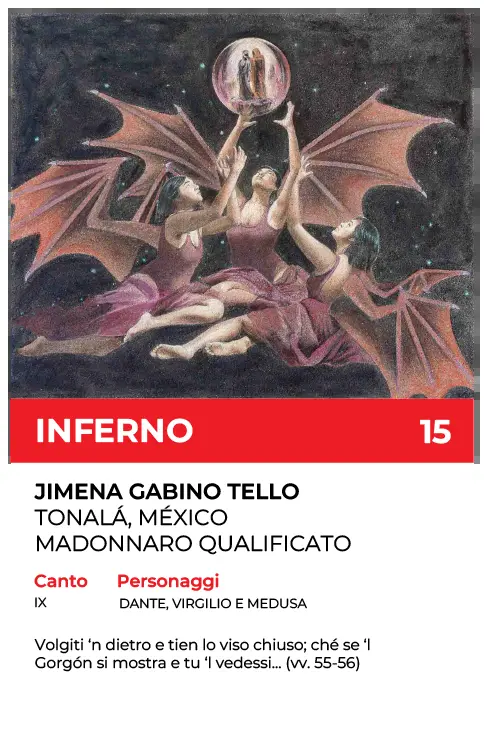 INFERNO 15
JIMENA GABINO TELLO
TONALÁ, MÉXICO
MADONNARO QUALIFICATO
Canto Personaggi
IX DANTE, VIRGILIO E MEDUSA
Volgiti ‘n dietro e tien lo viso chiuso; ché se ‘l
Gorgón si mostra e tu ‘l vedessi... (vv. 55-56)